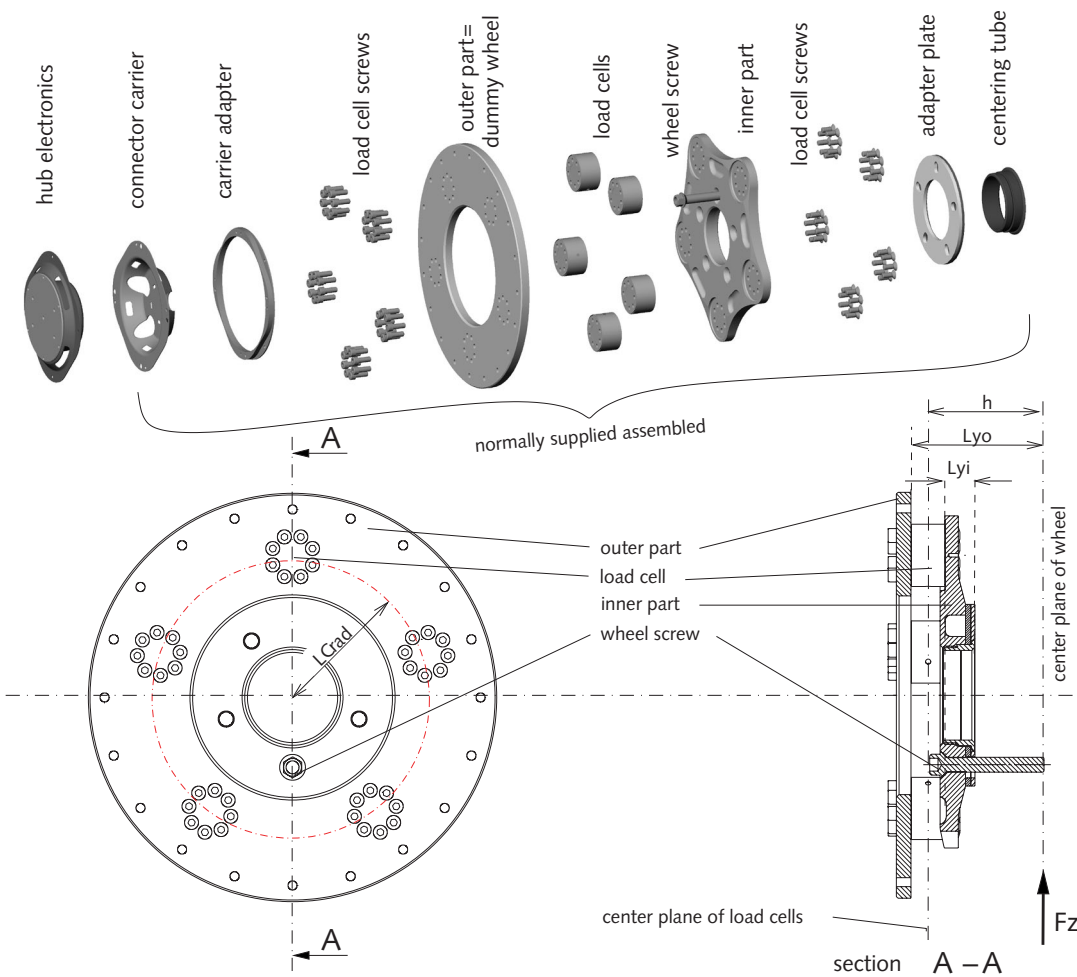 hub electronics
connector carrier
carrier adapter
load cell screws
outer part=
dummy wheel
load cells
wheel screw
inner part
load cell screws
adapter plate
centering tube
normally supplied assembled
A
A
LCrad
outer part
load cell
inner part
wheel screw
center plane of load cells
h
Lyo
Lyi
center plane of wheel
Fz
section A – A